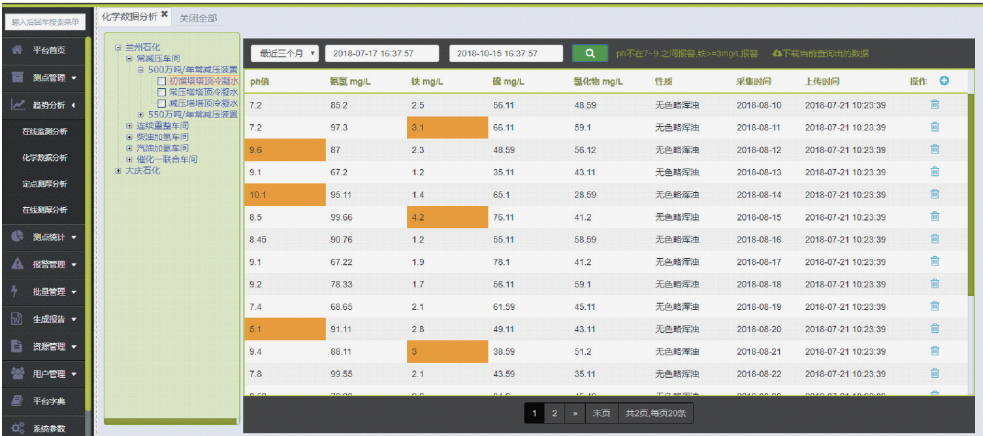 输入后回车搜索菜单
化学数据分析 ✖ 关闭全部
平台首页
测点管理
趋势分析
在线监测分析
化学数据分析
定点测厚分析
在线测厚分析
测点统计
报警管理
批量管理
生成报告
资源管理
用户管理
平台字典
系统参数
兰州石化
常减压车间
500万吨/年常减压装置
初馏塔塔顶冷凝水
常压塔塔顶冷凝水
减压塔塔顶冷凝水
550万吨/年常减压装置
连续重整车间
柴油加氢车间
汽油加氢车间
催化一联合车间
大庆石化
最近三个月 2018-07-17 16:37:57 2018-10-15 16:37:57 ph不在7~9.之间报警,铁>=3mg/L报警 下载当前查询出的数据
ph值 氨氮 mg/L 铁 mg/L 硫 mg/L 氯化物 mg/L 性质 采集时间 上传时间 操作
7.2 85.2 2.5 56.11 48.59 无色略浑浊 2018-08-10 2018-07-21 10:23:39
7.2 97.3 3.1 66.11 59.1 无色略浑浊 2018-08-11 2018-07-21 10:23:39
9.6 87 2.3 48.59 56.12 无色略浑浊 2018-08-12 2018-07-21 10:23:39
9.1 67.2 1.2 35.11 43.11 无色略浑浊 2018-08-13 2018-07-21 10:23:39
10.1 95.11 1.4 65.1 28.59 无色略浑浊 2018-08-14 2018-07-21 10:23:39
8.5 99.66 4.2 76.11 41.2 无色略浑浊 2018-08-15 2018-07-21 10:23:39
8.45 90.76 1.2 55.11 58.59 无色略浑浊 2018-08-16 2018-07-21 10:23:39
9.1 67.22 1.9 78.1 41.2 无色略浑浊 2018-08-17 2018-07-21 10:23:39
9.2 78.33 1.7 56.11 59.1 无色略浑浊 2018-08-18 2018-07-21 10:23:39
7.4 68.65 2.1 61.59 45.11 无色略浑浊 2018-08-19 2018-07-21 10:23:39
5.1 91.11 2.8 49.11 43.11 无色略浑浊 2018-08-20 2018-07-21 10:23:39
9.4 88.11 3 38.59 51.2 无色略浑浊 2018-08-21 2018-07-21 10:23:39
7.8 99.55 2.1 43.59 35.11 无色略浑浊 2018-08-22 2018-07-21 10:23:39
1 2 » 末页 共2页,每页20条